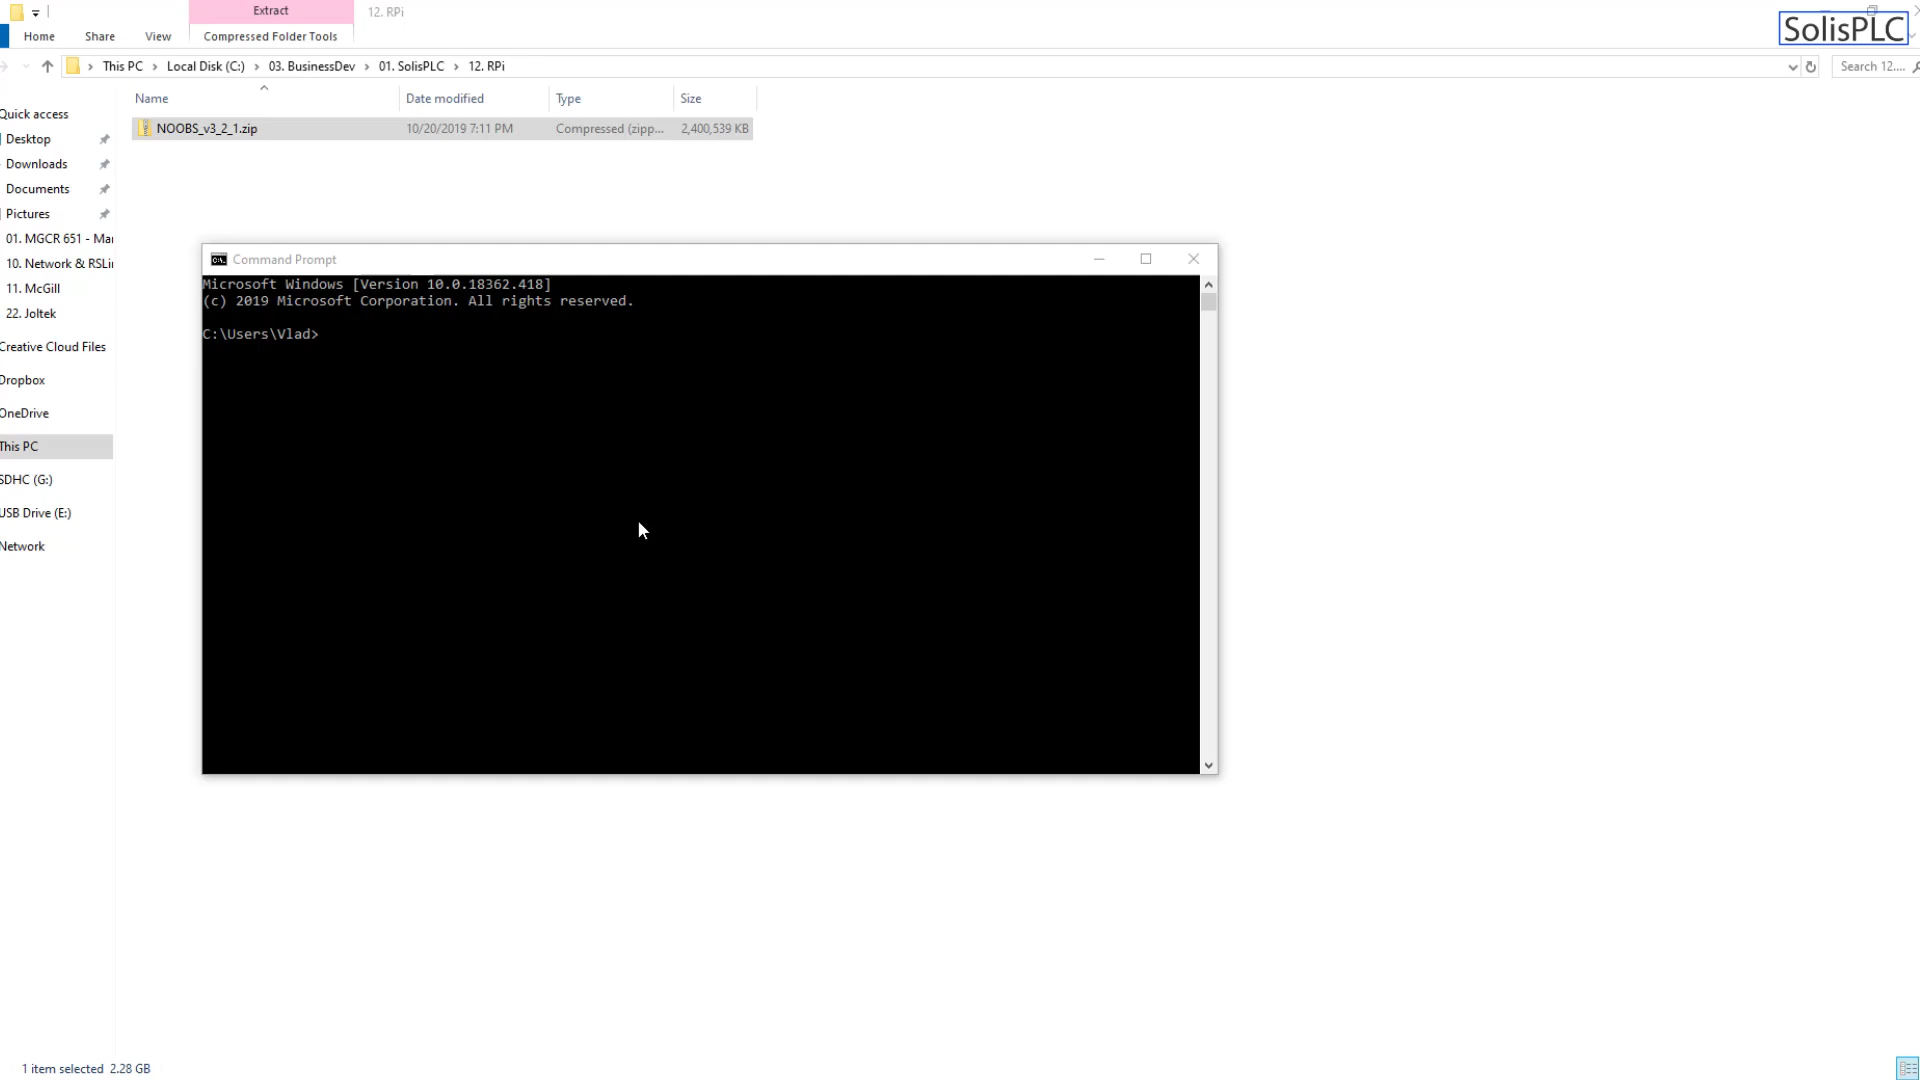 Extract
12. RPi
SolisPLC
Home
Share
View
Compressed Folder Tools
This PC
Local Disk (C:)
03. BusinessDev
01. SolisPLC
12. RPi
Search 12....
Name
Date modified
Type
Size
Quick access
NOOBS_v3_2_1.zip
10/20/2019 7:11 PM
Compressed (zipp...
2,400,539 KB
Desktop
Downloads
Documents
Pictures
01. MGCR 651 - Mar
10. Network & RSLi
11. McGill
22. Joltek
Creative Cloud Files
Dropbox
OneDrive
This PC
SDHC (G:)
USB Drive (E:)
Network
Command Prompt
Microsoft Windows [Version 10.0.18362.418]
(c) 2019 Microsoft Corporation. All rights reserved.
C:\Users\Vlad>
1 item selected 2.28 GB